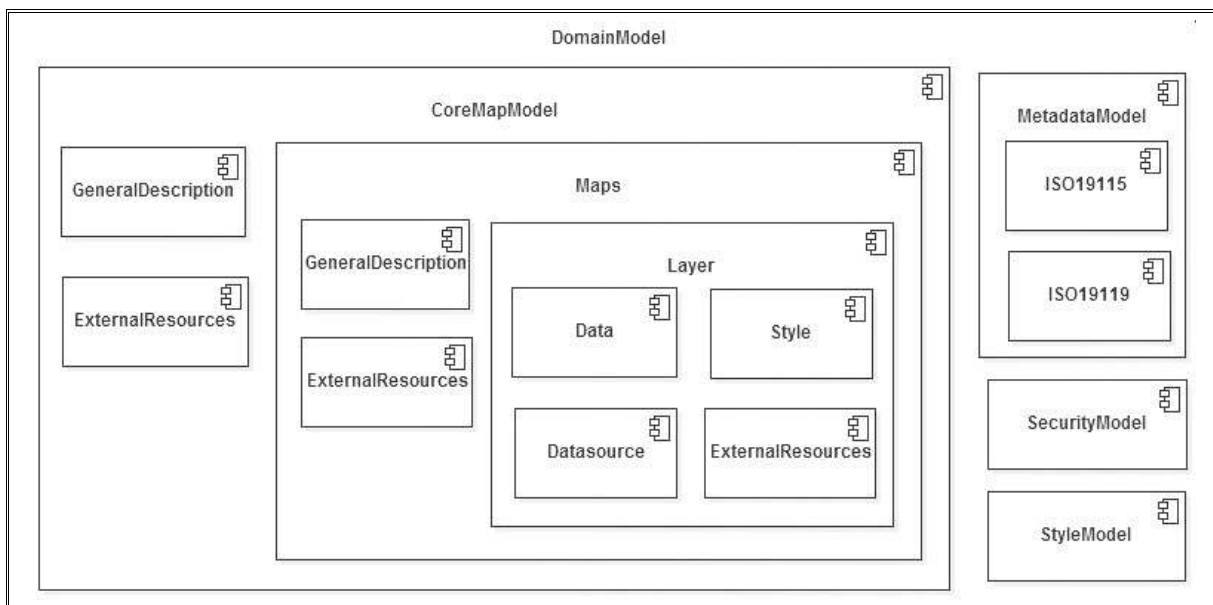 DomainModel
CoreMapModel
GeneralDescription
ExternalResources
Maps
GeneralDescription
ExternalResources
Layer
Data
Style
Datasource
ExternalResources
MetadataModel
ISO19115
ISO19119
SecurityModel
StyleModel